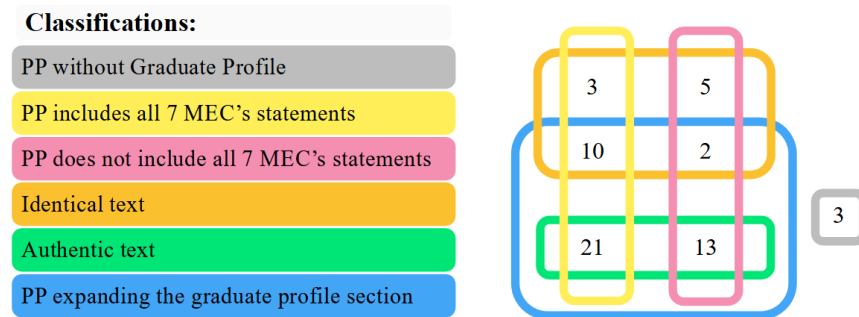 Classifications:
PP without Graduate Profile
PP includes all 7 MEC's statements
PP does not include all 7 MEC's statements
Identical text
Authentic text
PP expanding the graduate profile section
3 5
10 2
3
21 13